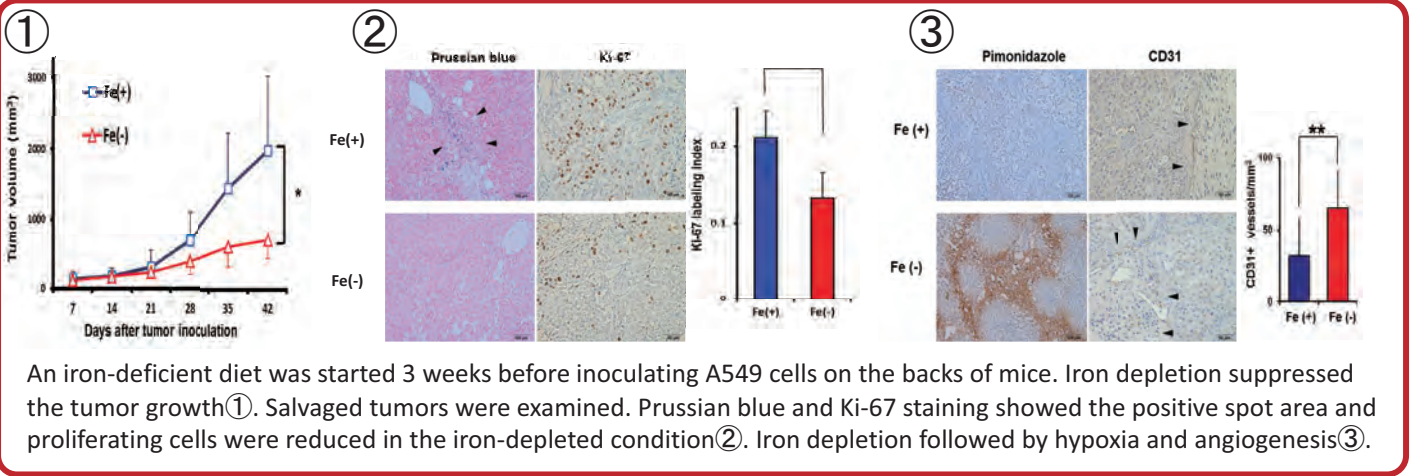 ①
Tumor volume (mm³)
3000
2000
1000
0
Fe(+)
Fe(-)
*
7 14 21 28 35 42
Days after tumor inoculation
②
Prussian blue Ki-67
Fe(+)
Fe(-)
Ki-67 labeling index
0.2
0.1
0
Fe(+) Fe(-)
③
Pimonidazole CD31
Fe (+)
Fe (-)
**
CD31+ vessels/mm²
100
50
0
Fe (+) Fe (-)
An iron-deficient diet was started 3 weeks before inoculating A549 cells on the backs of mice. Iron depletion suppressed
the tumor growth①. Salvaged tumors were examined. Prussian blue and Ki-67 staining showed the positive spot area and
proliferating cells were reduced in the iron-depleted condition②. Iron depletion followed by hypoxia and angiogenesis③.